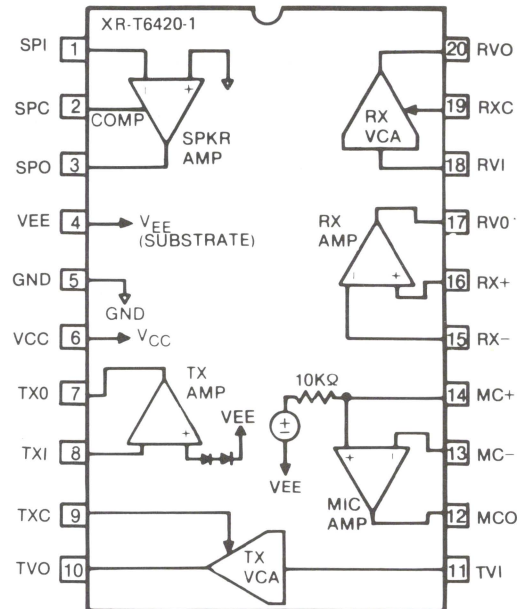 XR-T6420-1
SPI 1
SPC 2
COMP
SPKR
AMP
SPO 3
VEE 4
VEE
(SUBSTRATE)
GND 5
GND
VCC 6
VCC
TX0 7
TX
AMP
TXI 8
VEE
TXC 9
TVO 10
TX
VCA
20 RVO
19 RXC
RX
VCA
18 RVI
17 RV0
RX
AMP
16 RX+
15 RX-
10KΩ
14 MC+
VEE
13 MC-
MIC
AMP
12 MCO
11 TVI